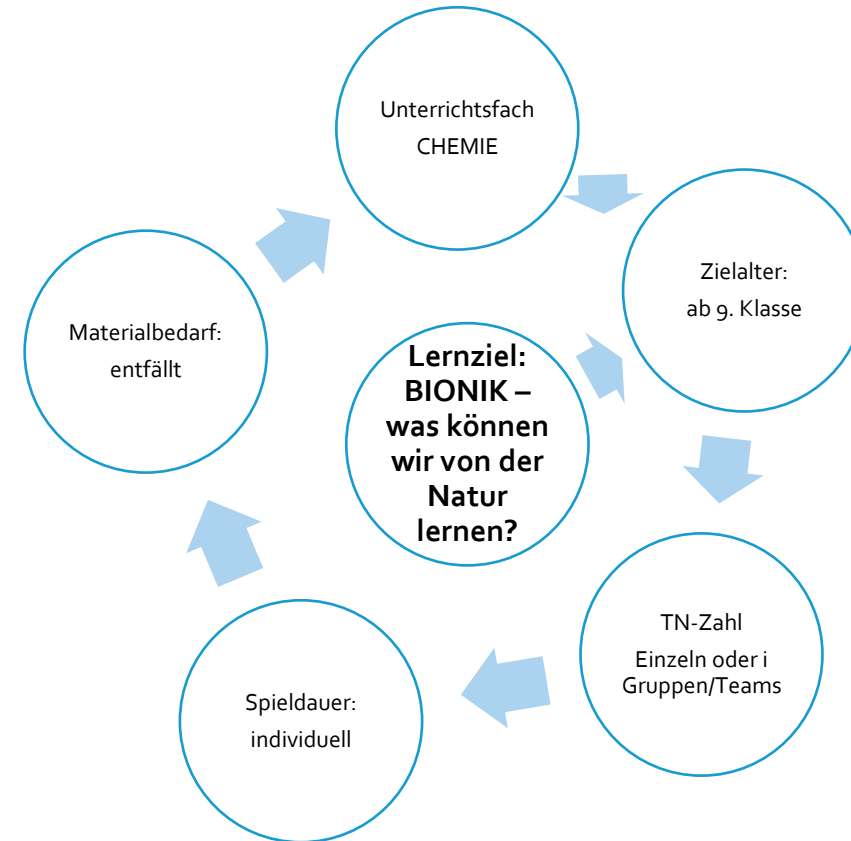 Unterrichtsfach
CHEMIE
Zielalter:
ab 9. Klasse
TN-Zahl
Einzeln oder i
Gruppen/Teams
Spieldauer:
individuell
Materialbedarf:
entfällt
Lernziel:
BIONIK –
was können
wir von der
Natur
lernen?